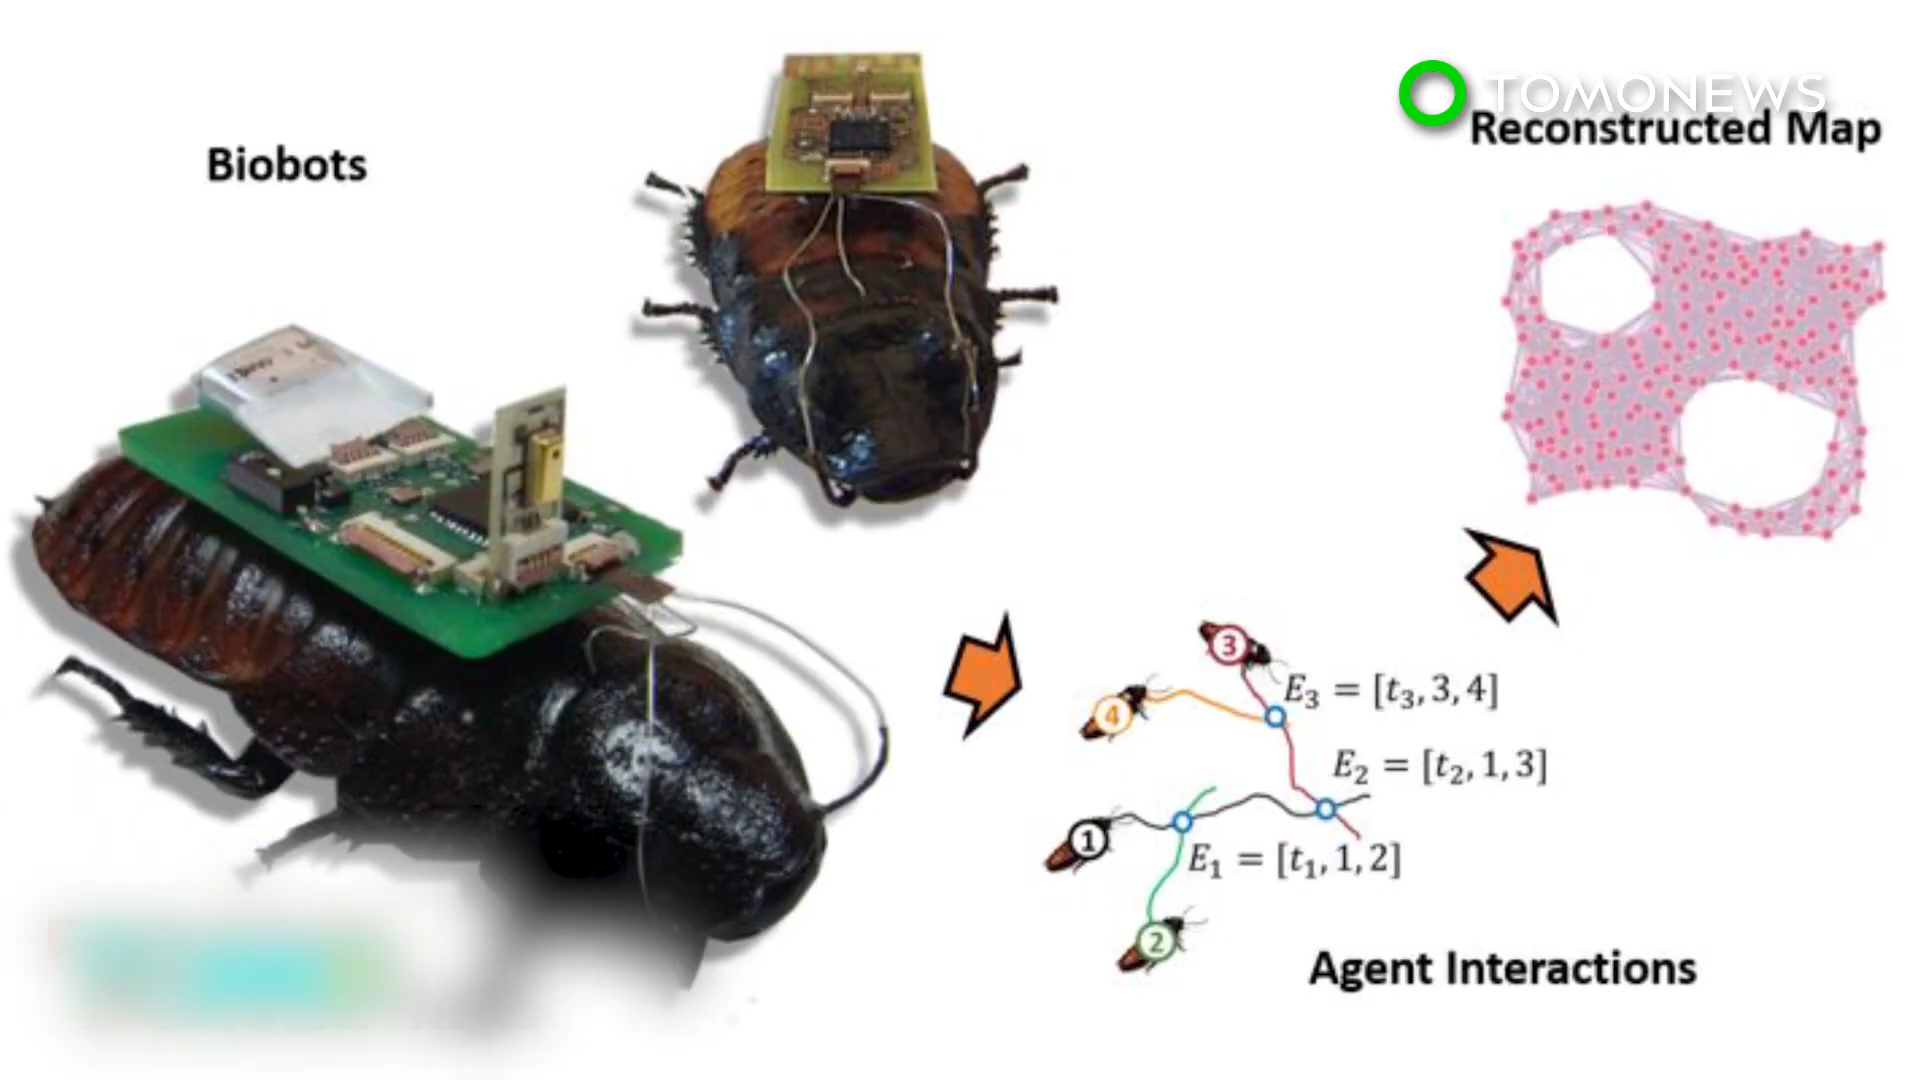 TOMONEWS
Biobots
Reconstructed Map
3
E₃ = [t₃, 3, 4]
4
E₂ = [t₂, 1, 3]
1
E₁ = [t₁, 1, 2]
2
Agent Interactions